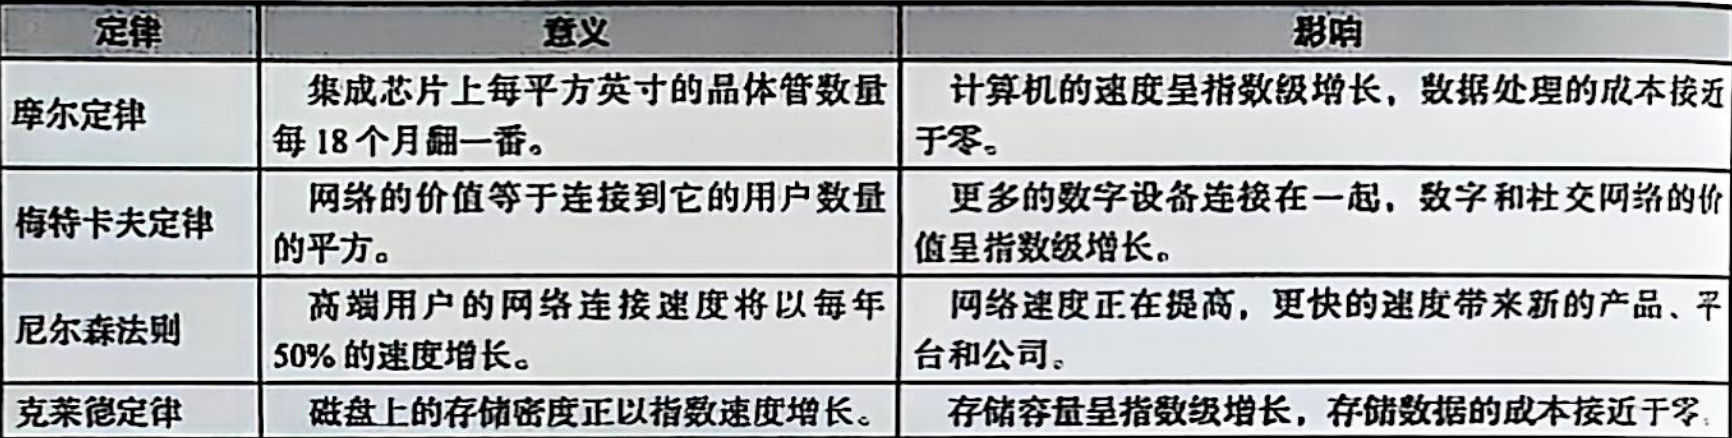 定律 意义 影响
摩尔定律
集成芯片上每平方英寸的晶体管数量
每 18 个月翻一番。
计算机的速度呈指数级增长，数据处理的成本接近
于零。
梅特卡夫定律
网络的价值等于连接到它的用户数量
的平方。
更多的数字设备连接在一起，数字和社交网络的价
值呈指数级增长。
尼尔森法则
高端用户的网络连接速度将以每年
50% 的速度增长。
网络速度正在提高，更快的速度带来新的产品、平
台和公司。
克莱德定律
磁盘上的存储密度正以指数速度增长。
存储容量呈指数级增长，存储数据的成本接近于零。